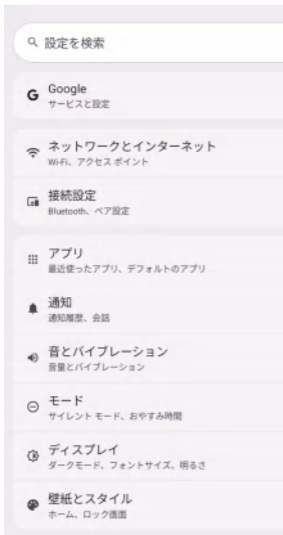 設定を検索
Google
サービスと設定
ネットワークとインターネット
Wi-Fi、アクセス ポイント
接続設定
Bluetooth、ペア設定
アプリ
最近使ったアプリ、デフォルトのアプリ
通知
通知履歴、会話
音とバイブレーション
音量とバイブレーション
モード
サイレント モード、おやすみ時間
ディスプレイ
ダークモード、フォントサイズ、明るさ
壁紙とスタイル
ホーム、ロック画面